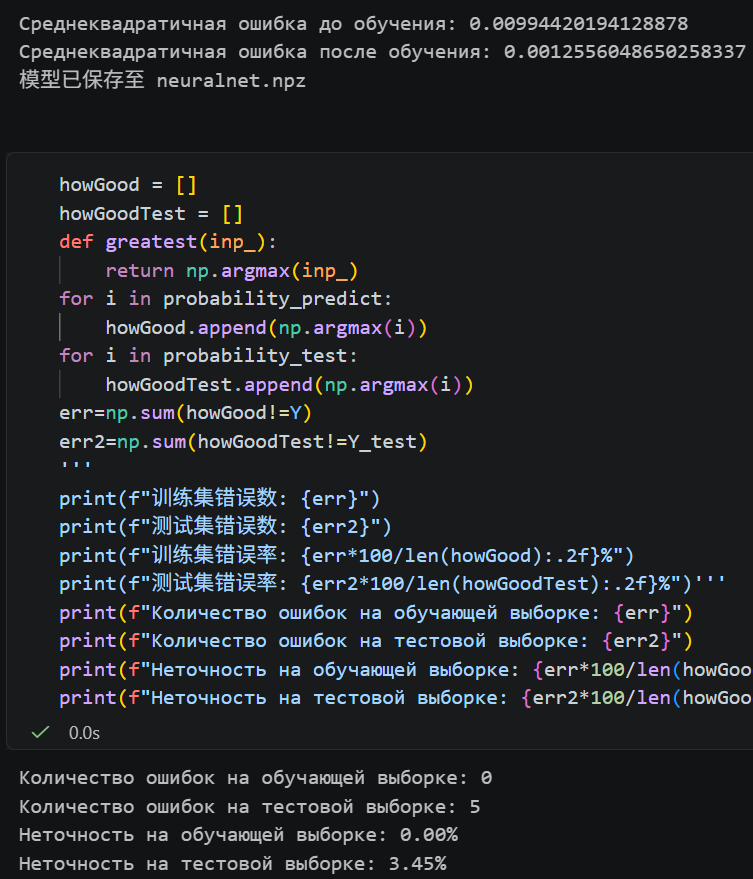 Среднеквадратичная ошибка до обучения: 0.00994420194128878
Среднеквадратичная ошибка после обучения: 0.0012556048650258337
模型已保存至 neuralnet.npz
howGood = []
howGoodTest = []
def greatest(inp_):
    return np.argmax(inp_)
for i in probability_predict:
    howGood.append(np.argmax(i))
for i in probability_test:
    howGoodTest.append(np.argmax(i))
err=np.sum(howGood!=Y)
err2=np.sum(howGoodTest!=Y_test)
'''
print(f"训练集错误数: {err}")
print(f"测试集错误数: {err2}")
print(f"训练集错误率: {err*100/len(howGood):.2f}%")
print(f"测试集错误率: {err2*100/len(howGoodTest):.2f}%")'''
print(f"Количество ошибок на обучающей выборке: {err}")
print(f"Количество ошибок на тестовой выборке: {err2}")
print(f"Неточность на обучающей выборке: {err*100/len(howGoo
print(f"Неточность на тестовой выборке: {err2*100/len(howGoo
0.0s
Количество ошибок на обучающей выборке: 0
Количество ошибок на тестовой выборке: 5
Неточность на обучающей выборке: 0.00%
Неточность на тестовой выборке: 3.45%